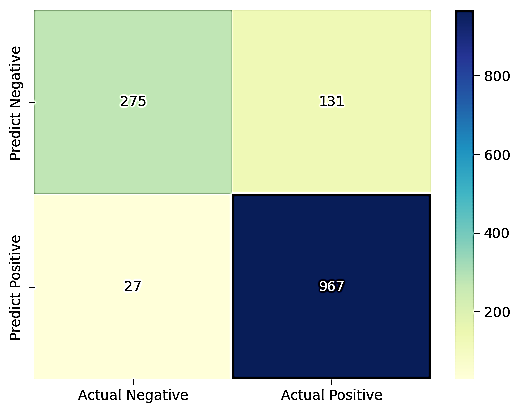 Predict Negative
275
131
Predict Positive
27
967
Actual Negative
Actual Positive
800
600
400
200